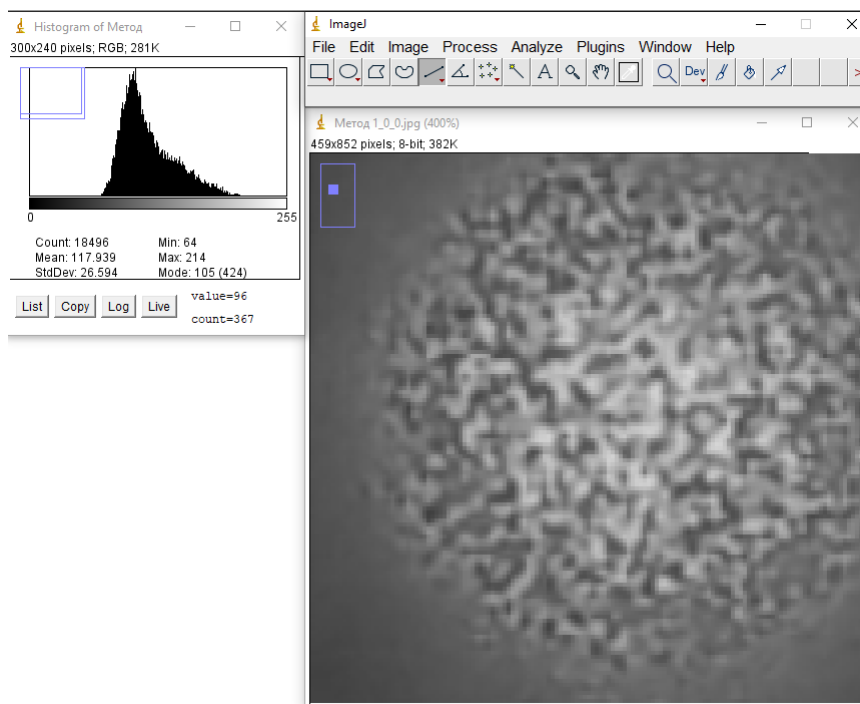 Histogram of Метод
300x240 pixels; RGB; 281K
0 255
Count: 18496 Min: 64
Mean: 117.939 Max: 214
StdDev: 26.594 Mode: 105 (424)
List Copy Log Live value=96
count=367
ImageJ
File Edit Image Process Analyze Plugins Window Help
A Dev >
Метод 1_0_0.jpg (400%)
459x852 pixels; 8-bit; 382K